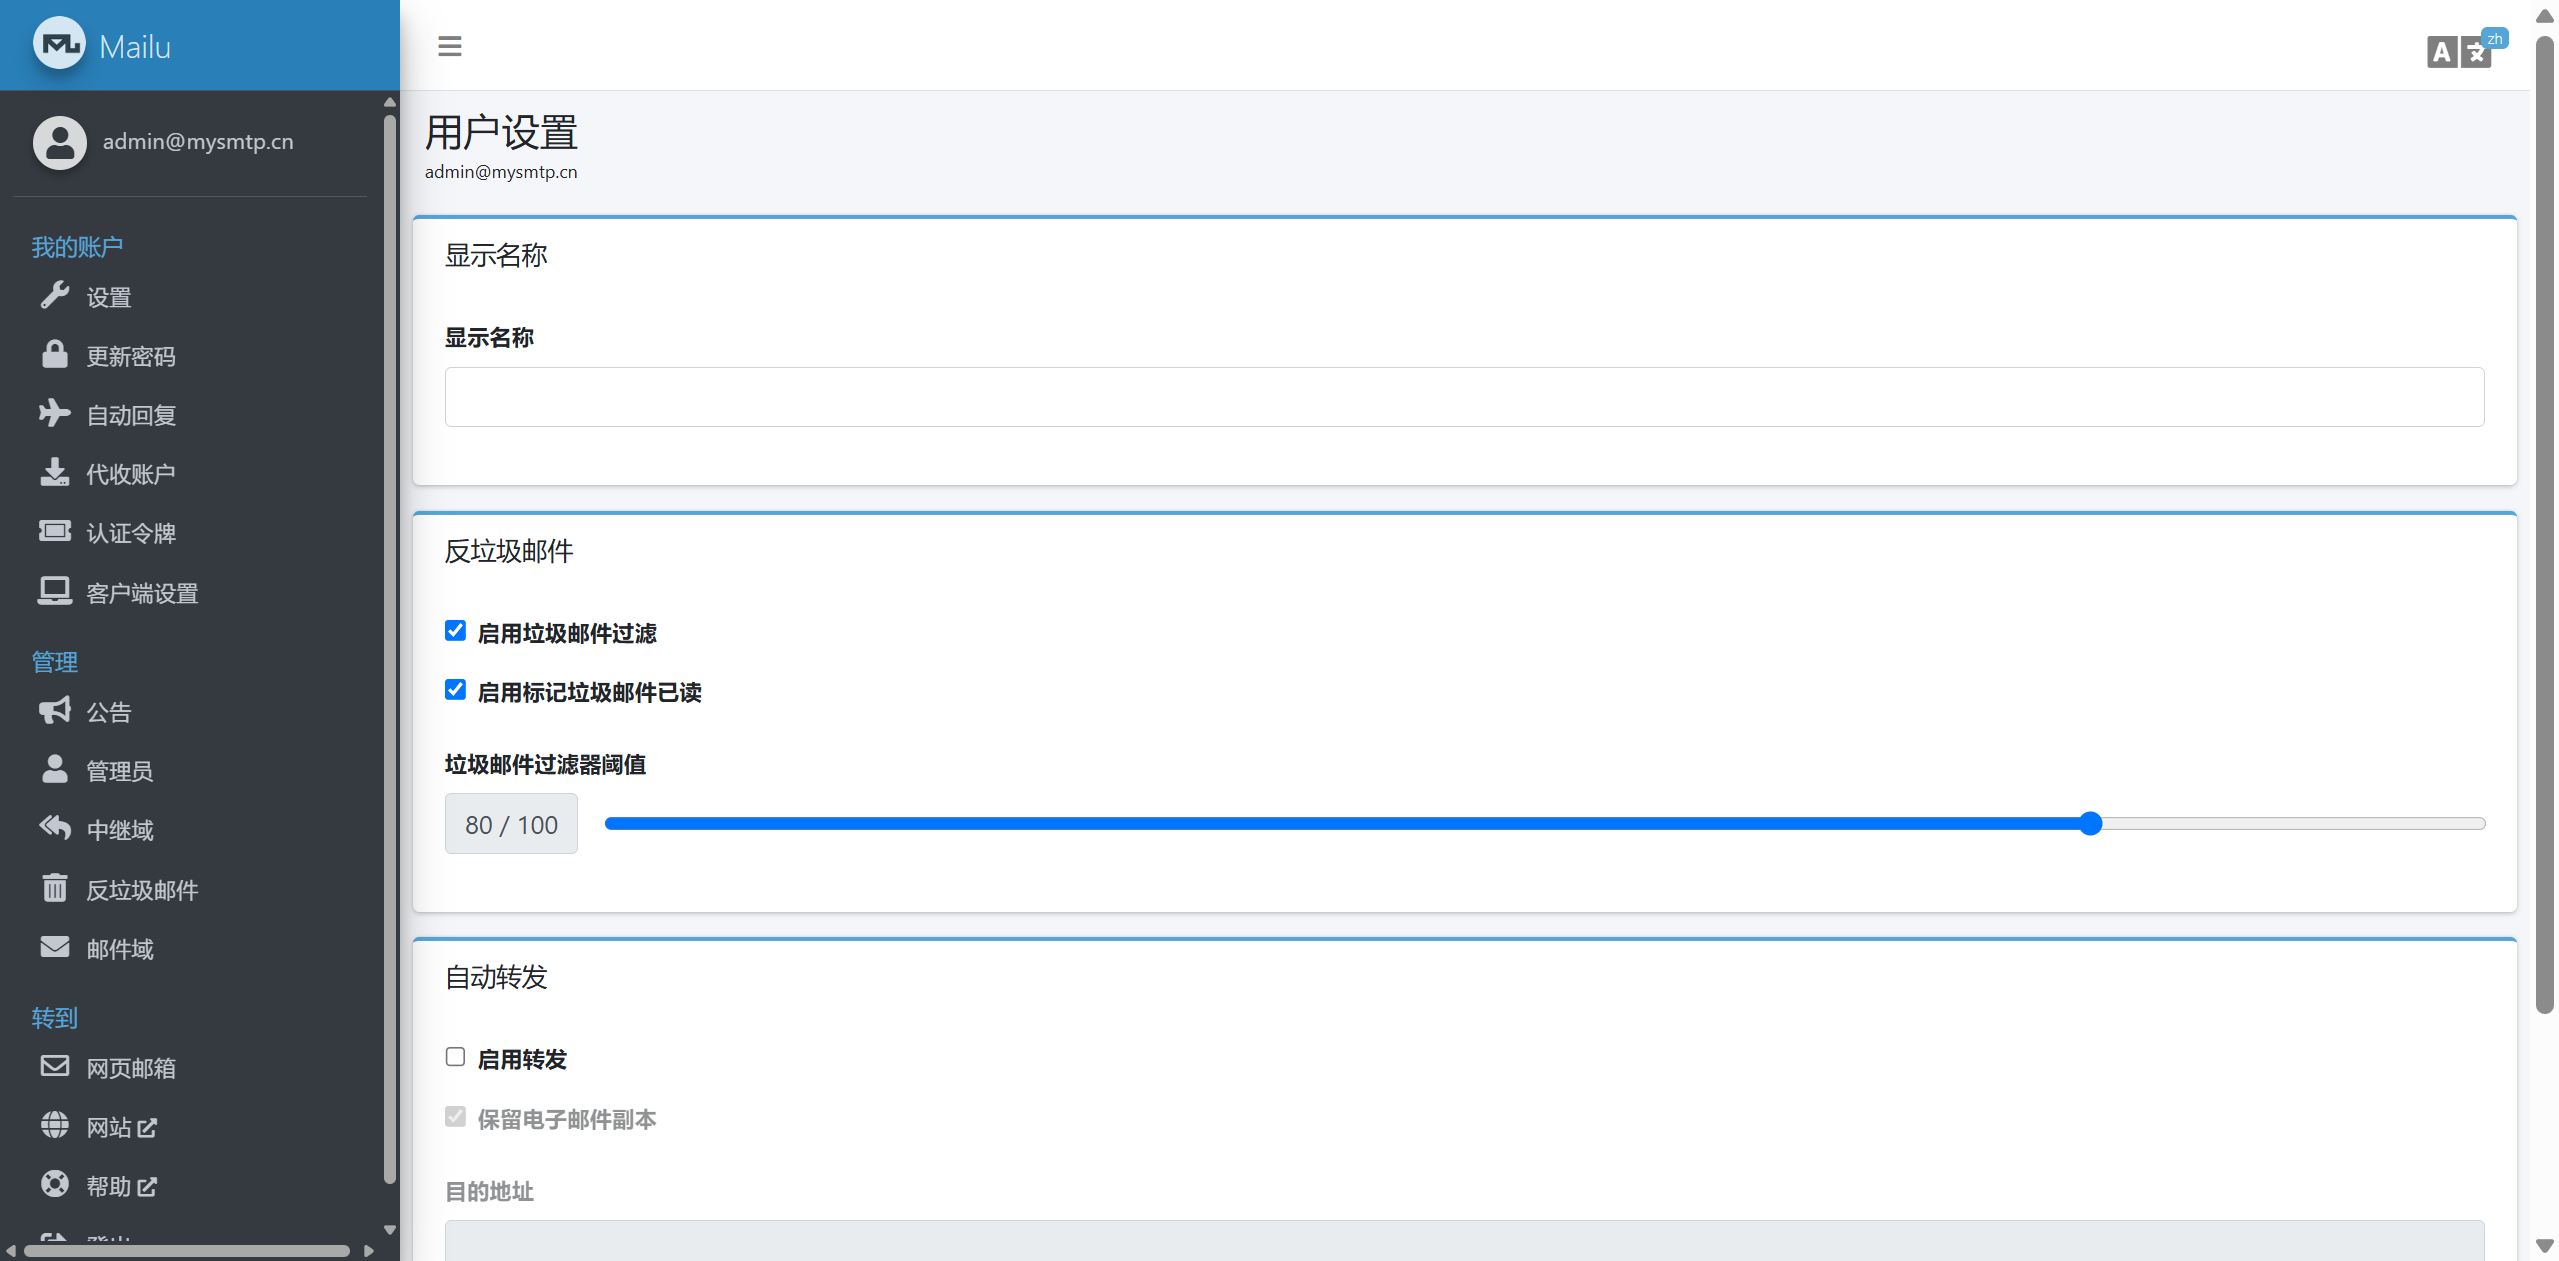 Mailu
zh
admin@mysmtp.cn
我的账户
设置
更新密码
自动回复
代收账户
认证令牌
客户端设置
管理
公告
管理员
中继域
反垃圾邮件
邮件域
转到
网页邮箱
网站
帮助
用户设置
admin@mysmtp.cn
显示名称
显示名称
反垃圾邮件
启用垃圾邮件过滤
启用标记垃圾邮件已读
垃圾邮件过滤器阈值
80 / 100
自动转发
启用转发
保留电子邮件副本
目的地址